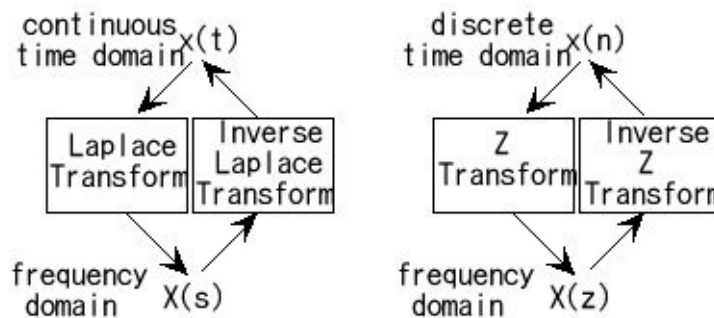 continuous
time domain x(t)
Laplace
Transform
Inverse
Laplace
Transform
frequency
domain X(s)
discrete
time domain x(n)
Z
Transform
Inverse
Z
Transform
frequency
domain X(z)